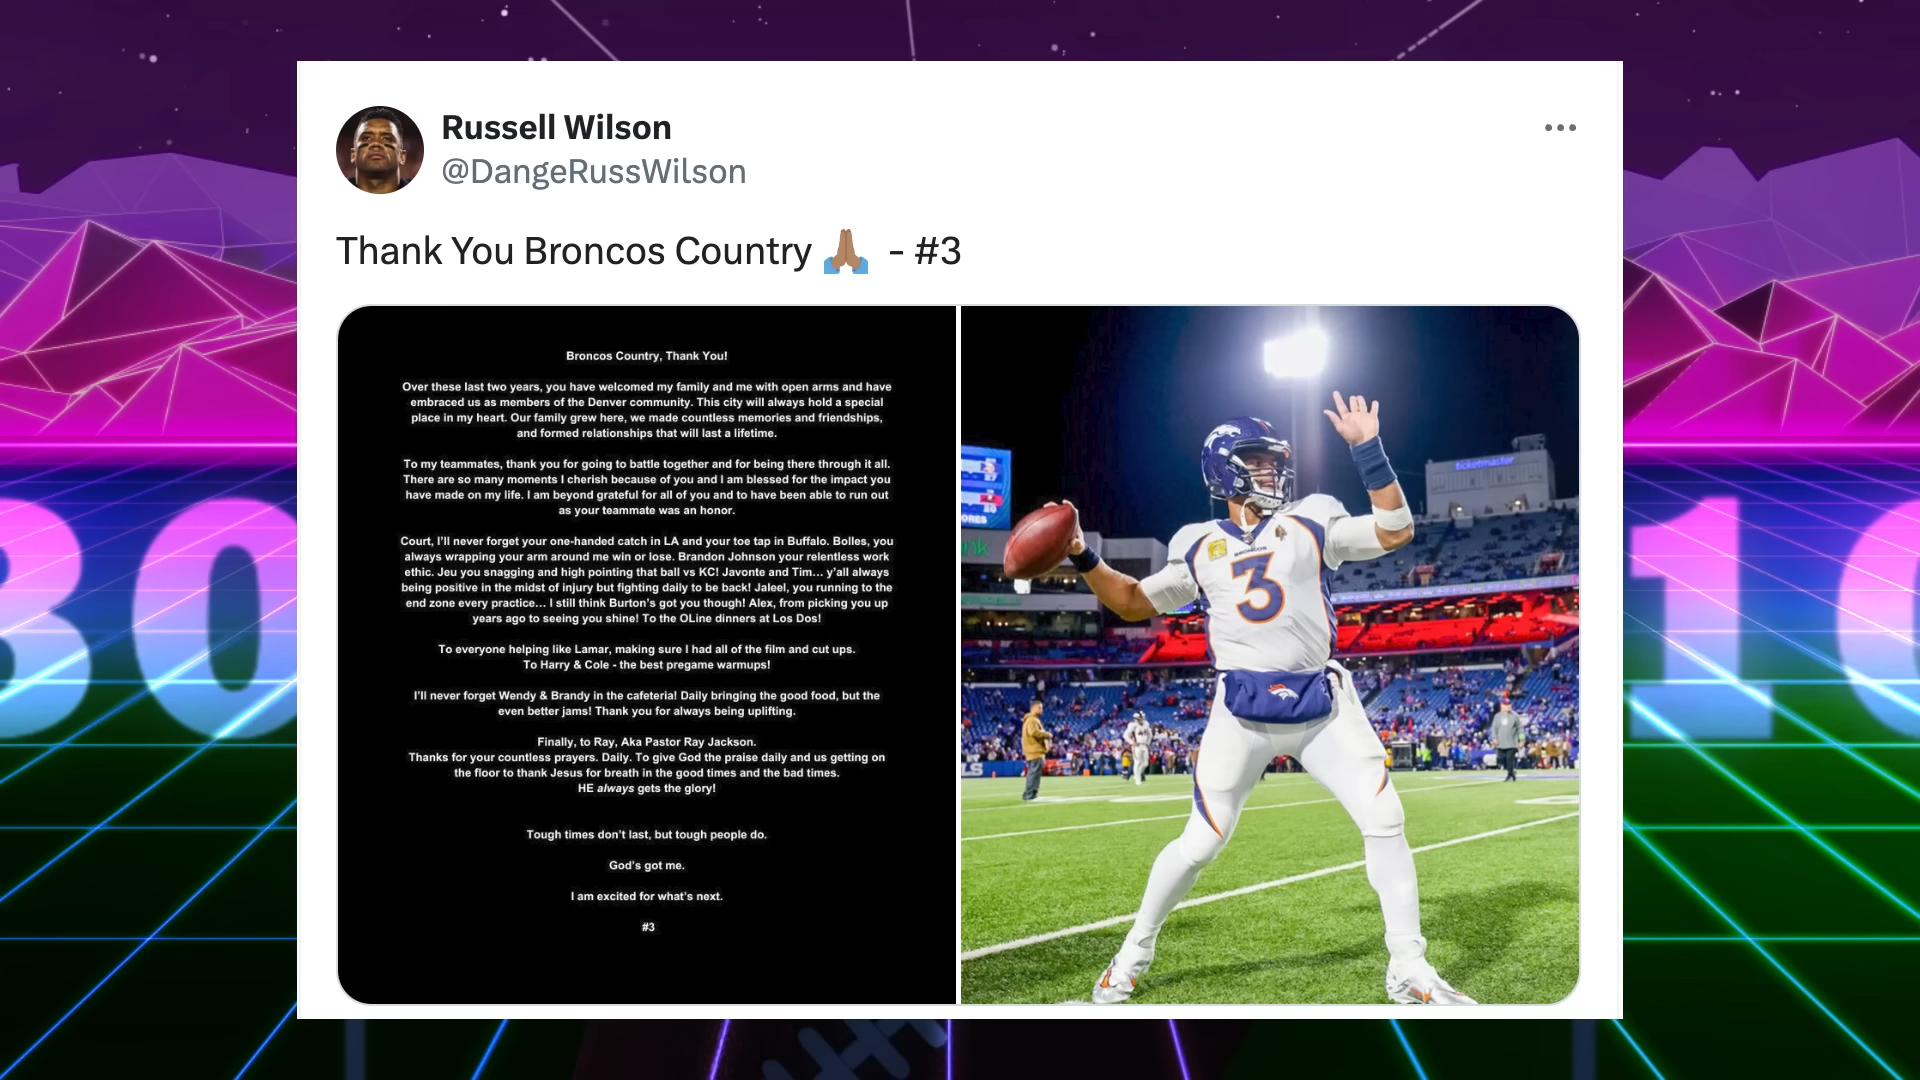 Russell Wilson
@DangeRussWilson
Thank You Broncos Country 🙏🏽 - #3
Broncos Country, Thank You!
Over these last two years, you have welcomed my family and me with open arms and have
embraced us as members of the Denver community. This city will always hold a special
place in my heart. Our family grew here, we made countless memories and friendships,
and formed relationships that will last a lifetime.
To my teammates, thank you for going to battle together and for being there through it all.
There are so many moments I cherish because of you and I am blessed for the impact you
have made on my life. I am beyond grateful for all of you and to have been able to run out
as your teammate was an honor.
Court, I'll never forget your one-handed catch in LA and your toe tap in Buffalo. Bolles, you
always wrapping your arm around me win or lose. Brandon Johnson your relentless work
ethic. Jeu you snagging and high pointing that ball vs KC! Javonte and Tim... y'all always
being positive in the midst of injury but fighting daily to be back! Jaleel, you running to the
end zone every practice... I still think Burton's got you though! Alex, from picking you up
years ago to seeing you shine! To the OLine dinners at Los Dos!
To everyone helping like Lamar, making sure I had all of the film and cut ups.
To Harry & Cole - the best pregame warmups!
I'll never forget Wendy & Brandy in the cafeteria! Daily bringing the good food, but the
even better jams! Thank you for always being uplifting.
Finally, to Ray, Aka Pastor Ray Jackson.
Thanks for your countless prayers. Daily. To give God the praise daily and us getting on
the floor to thank Jesus for breath in the good times and the bad times.
HE always gets the glory!
Tough times don't last, but tough people do.
God's got me.
I am excited for what's next.
#3
ticketmaster
BRONCOS
3
30
10